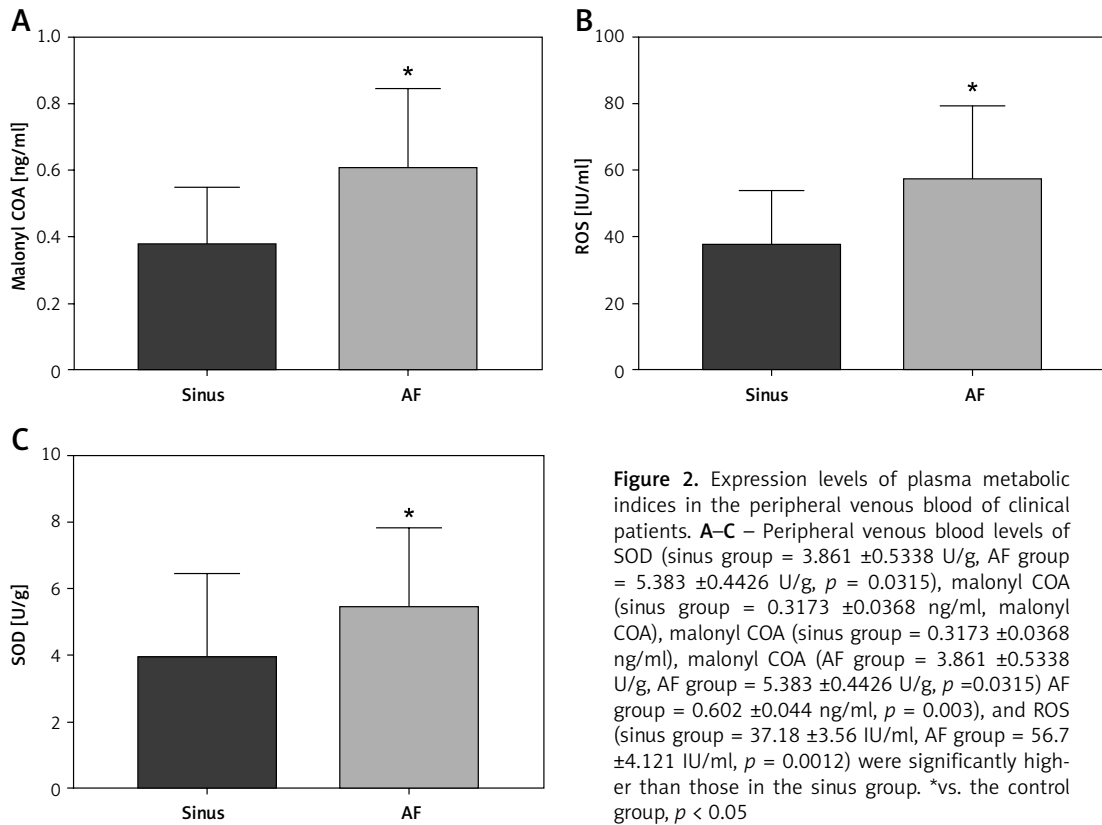 A
Malonyl COA [ng/ml]
1.0
0.8
0.6
0.4
0.2
0
*
Sinus AF
B
ROS [IU/ml]
100
80
60
40
20
0
*
Sinus AF
C
SOD [U/g]
10
8
6
4
2
0
*
Sinus AF
Figure 2. Expression levels of plasma metabolic
indices in the peripheral venous blood of clinical
patients. A–C – Peripheral venous blood levels of
SOD (sinus group = 3.861 ±0.5338 U/g, AF group
= 5.383 ±0.4426 U/g, p = 0.0315), malonyl COA
(sinus group = 0.3173 ±0.0368 ng/ml, malonyl
COA), malonyl COA (sinus group = 0.3173 ±0.0368
ng/ml), malonyl COA (AF group = 3.861 ±0.5338
U/g, AF group = 5.383 ±0.4426 U/g, p =0.0315) AF
group = 0.602 ±0.044 ng/ml, p = 0.003), and ROS
(sinus group = 37.18 ±3.56 IU/ml, AF group = 56.7
±4.121 IU/ml, p = 0.0012) were significantly high-
er than those in the sinus group. *vs. the control
group, p < 0.05